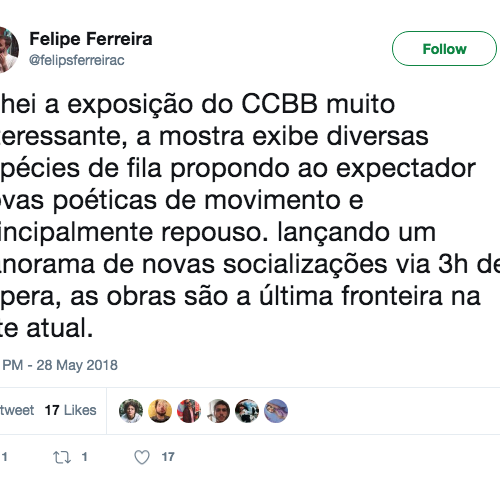 Felipe Ferreira
@felipsferreirac
Follow
hei a exposição do CCBB muito
eressante, a mostra exibe diversas
pécies de fila propondo ao expectador
ovas poéticas de movimento e
incipalmente repouso. lançando um
norama de novas socializações via 3h de
pera, as obras são a última fronteira na
te atual.
PM - 28 May 2018
tweet 17 Likes
1 1 17